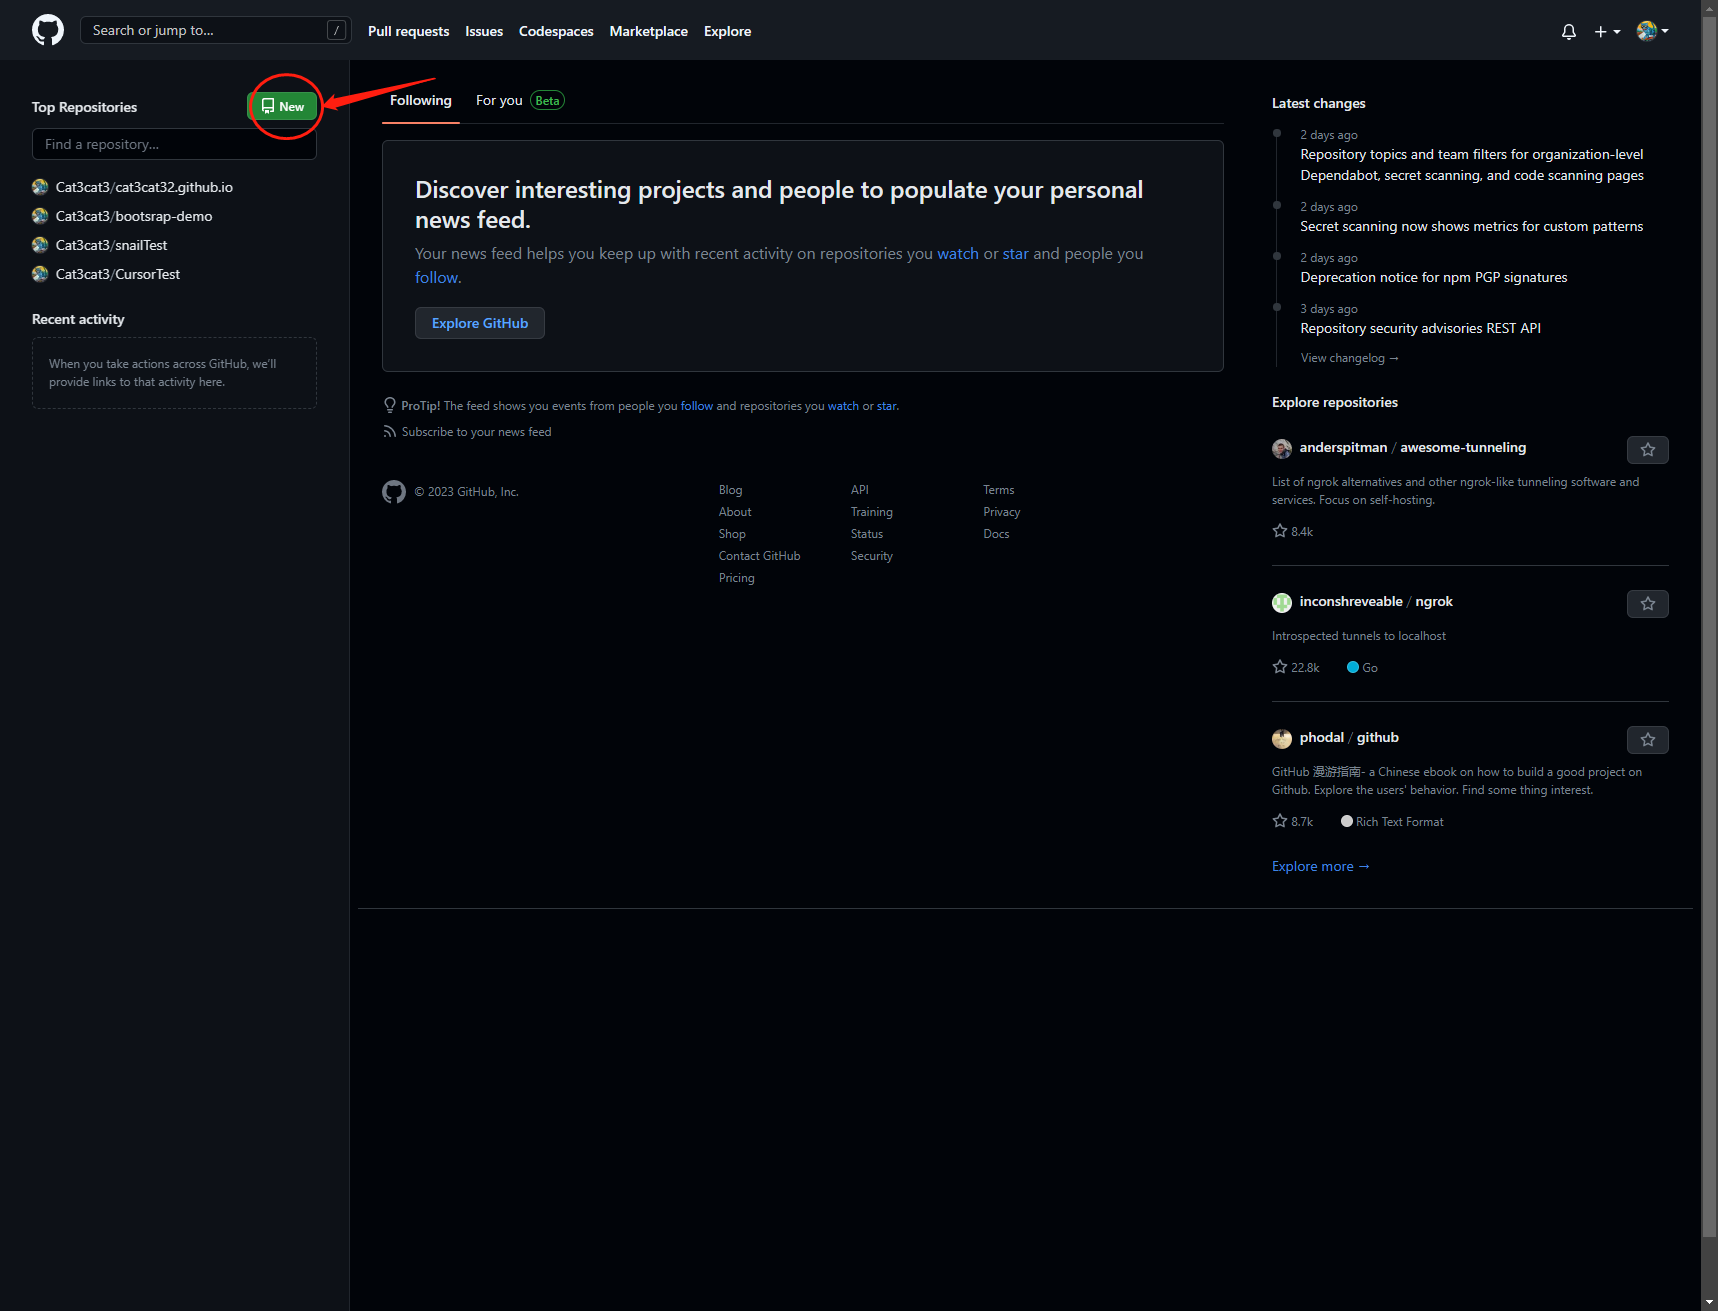 Search or jump to...
/
Pull requests
Issues
Codespaces
Marketplace
Explore
Top Repositories
New
Find a repository...
Cat3cat3/cat3cat32.github.io
Cat3cat3/bootsrap-demo
Cat3cat3/snailTest
Cat3cat3/CursorTest
Recent activity
When you take actions across GitHub, we'll
provide links to that activity here.
Following
For you
Beta
Discover interesting projects and people to populate your personal
news feed.
Your news feed helps you keep up with recent activity on repositories you watch or star and people you
follow.
Explore GitHub
ProTip! The feed shows you events from people you follow and repositories you watch or star.
Subscribe to your news feed
© 2023 GitHub, Inc.
Blog
About
Shop
Contact GitHub
Pricing
API
Training
Status
Security
Terms
Privacy
Docs
Latest changes
2 days ago
Repository topics and team filters for organization-level
Dependabot, secret scanning, and code scanning pages
2 days ago
Secret scanning now shows metrics for custom patterns
2 days ago
Deprecation notice for npm PGP signatures
3 days ago
Repository security advisories REST API
View changelog →
Explore repositories
anderspitman / awesome-tunneling
List of ngrok alternatives and other ngrok-like tunneling software and
services. Focus on self-hosting.
8.4k
inconshreveable / ngrok
Introspected tunnels to localhost
22.8k
Go
phodal / github
GitHub 漫游指南- a Chinese ebook on how to build a good project on
Github. Explore the users' behavior. Find some thing interest.
8.7k
Rich Text Format
Explore more →